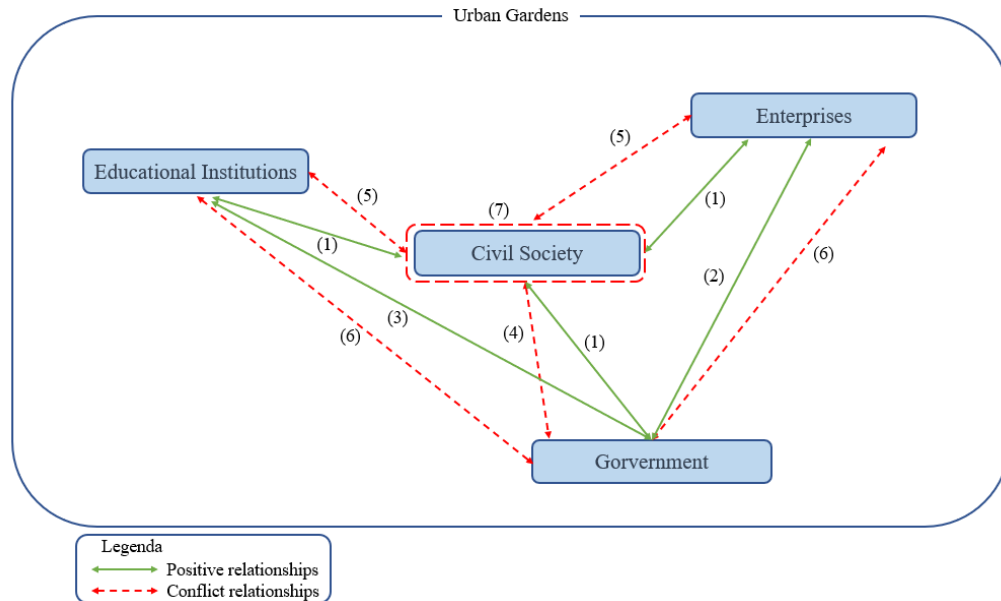 Urban Gardens
Enterprises
(5)
Educational Institutions
(5)
(7)
(1)
(1)
Civil Society
(6)
(2)
(3)
(6)
(4)
(1)
Gorvernment
Legenda
Positive relationships
Conflict relationships